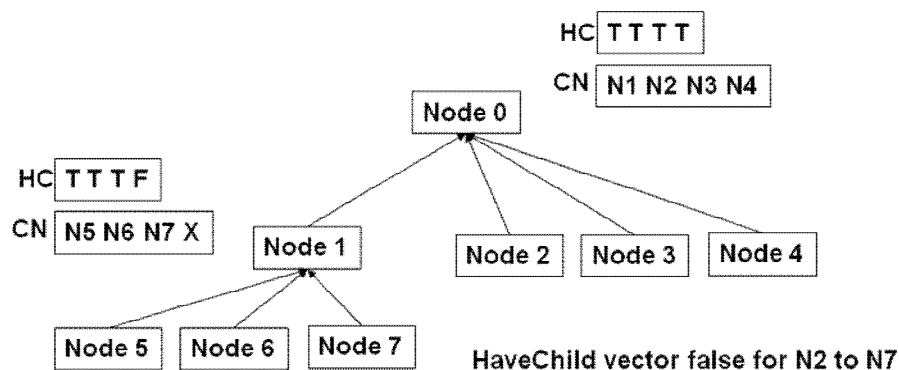 HC T T T T
CN N1 N2 N3 N4
Node 0
HC T T T F
CN N5 N6 N7 X
Node 1
Node 2
Node 3
Node 4
Node 5
Node 6
Node 7
HaveChild vector false for N2 to N7